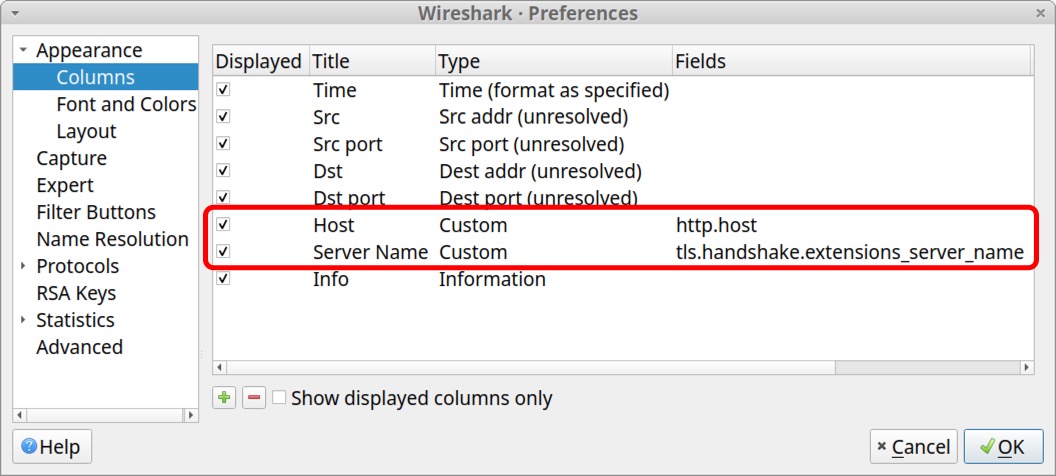 Wireshark · Preferences
Appearance
Columns
Font and Colors
Layout
Capture
Expert
Filter Buttons
Name Resolution
Protocols
RSA Keys
Statistics
Advanced
Displayed Title Type Fields
Time Time (format as specified)
Src Src addr (unresolved)
Src port Src port (unresolved)
Dst Dest addr (unresolved)
Dst port Dest port (unresolved)
Host Custom http.host
Server Name Custom tls.handshake.extensions_server_name
Info Information
Show displayed columns only
Help Cancel OK